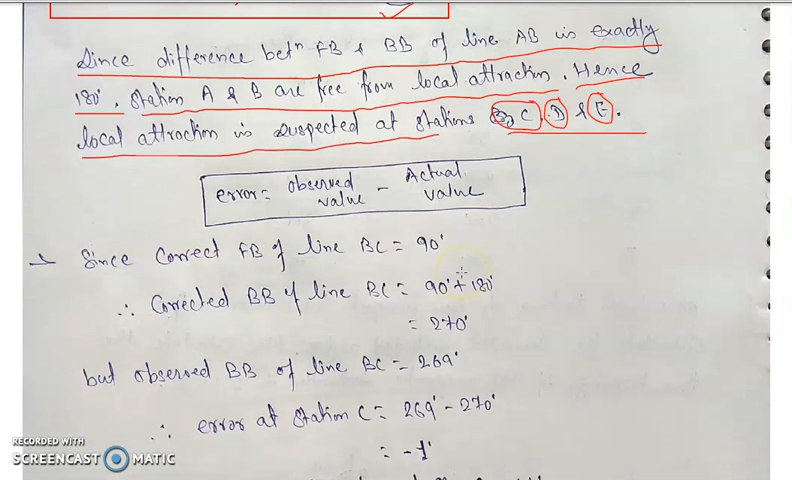 Since difference betn FB & BB of line AB is exactly
180°. Station A & B are free from local attraction. Hence
local attraction is suspected at stations C, D & E.
error = observed value - Actual value
Since Correct FB of line BC = 90°
∴ Corrected BB of line BC = 90° + 180°
= 270°
but observed BB of line BC = 269°
∴ error at station C = 269° - 270°
= -1°
RECORDED WITH
SCREENCAST MATIC